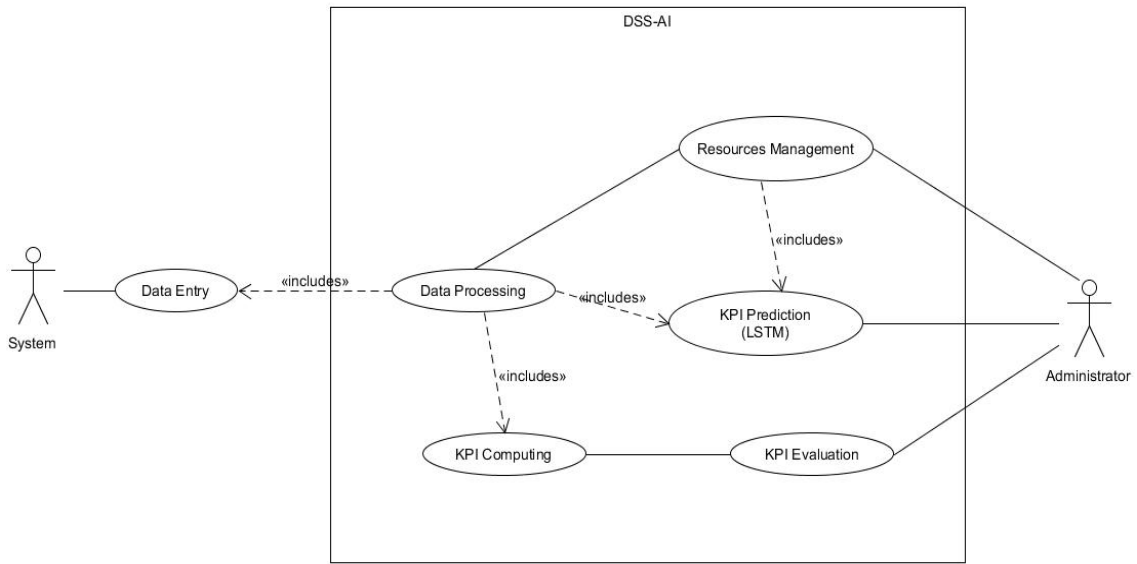 DSS-AI
Resources Management
«includes»
System
Data Entry
«includes»
Data Processing
«includes»
KPI Prediction
(LSTM)
Administrator
«includes»
KPI Computing
KPI Evaluation